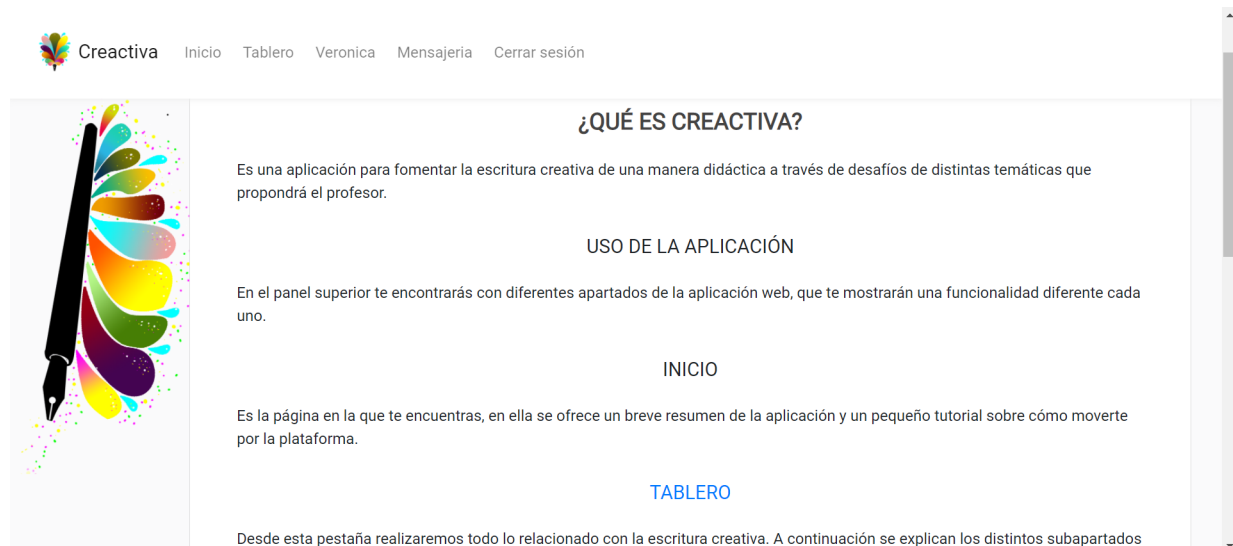 Creactiva Inicio Tablero Veronica Mensajeria Cerrar sesión
¿QUÉ ES CREACTIVA?
Es una aplicación para fomentar la escritura creativa de una manera didáctica a través de desafíos de distintas temáticas que
propondrá el profesor.
USO DE LA APLICACIÓN
En el panel superior te encontrarás con diferentes apartados de la aplicación web, que te mostrarán una funcionalidad diferente cada
uno.
INICIO
Es la página en la que te encuentras, en ella se ofrece un breve resumen de la aplicación y un pequeño tutorial sobre cómo moverte
por la plataforma.
TABLERO
Desde esta pestaña realizaremos todo lo relacionado con la escritura creativa. A continuación se explican los distintos subapartados